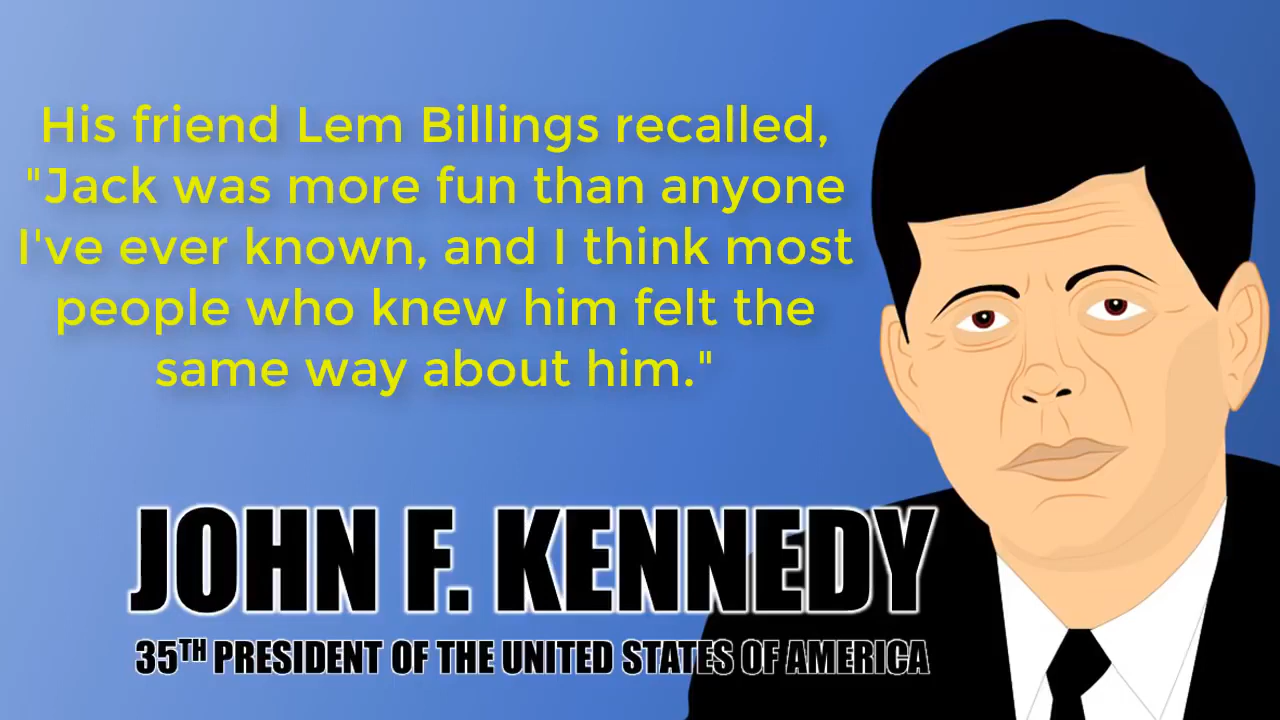 His friend Lem Billings recalled,
"Jack was more fun than anyone
I've ever known, and I think most
people who knew him felt the
same way about him."
JOHN F. KENNEDY
35TH PRESIDENT OF THE UNITED STATES OF AMERICA